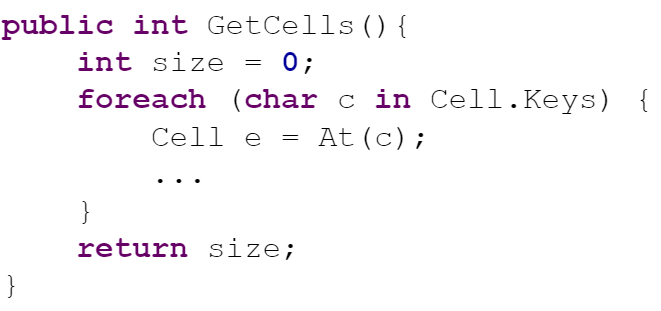 public int GetCells(){
    int size = 0;
    foreach (char c in Cell.Keys) {
        Cell e = At(c);
        ...
    }
    return size;
}